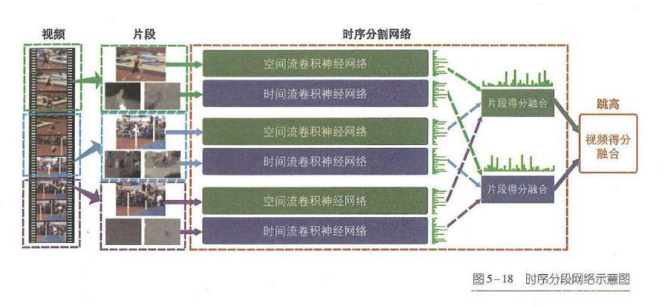 视频
片段
时序分割网络
空间流卷积神经网络
时间流卷积神经网络
空间流卷积神经网络
时间流卷积神经网络
空间流卷积神经网络
时间流卷积神经网络
片段得分融合
片段得分融合
跳高
视频得分
融合
图5-18 时序分段网络示意图